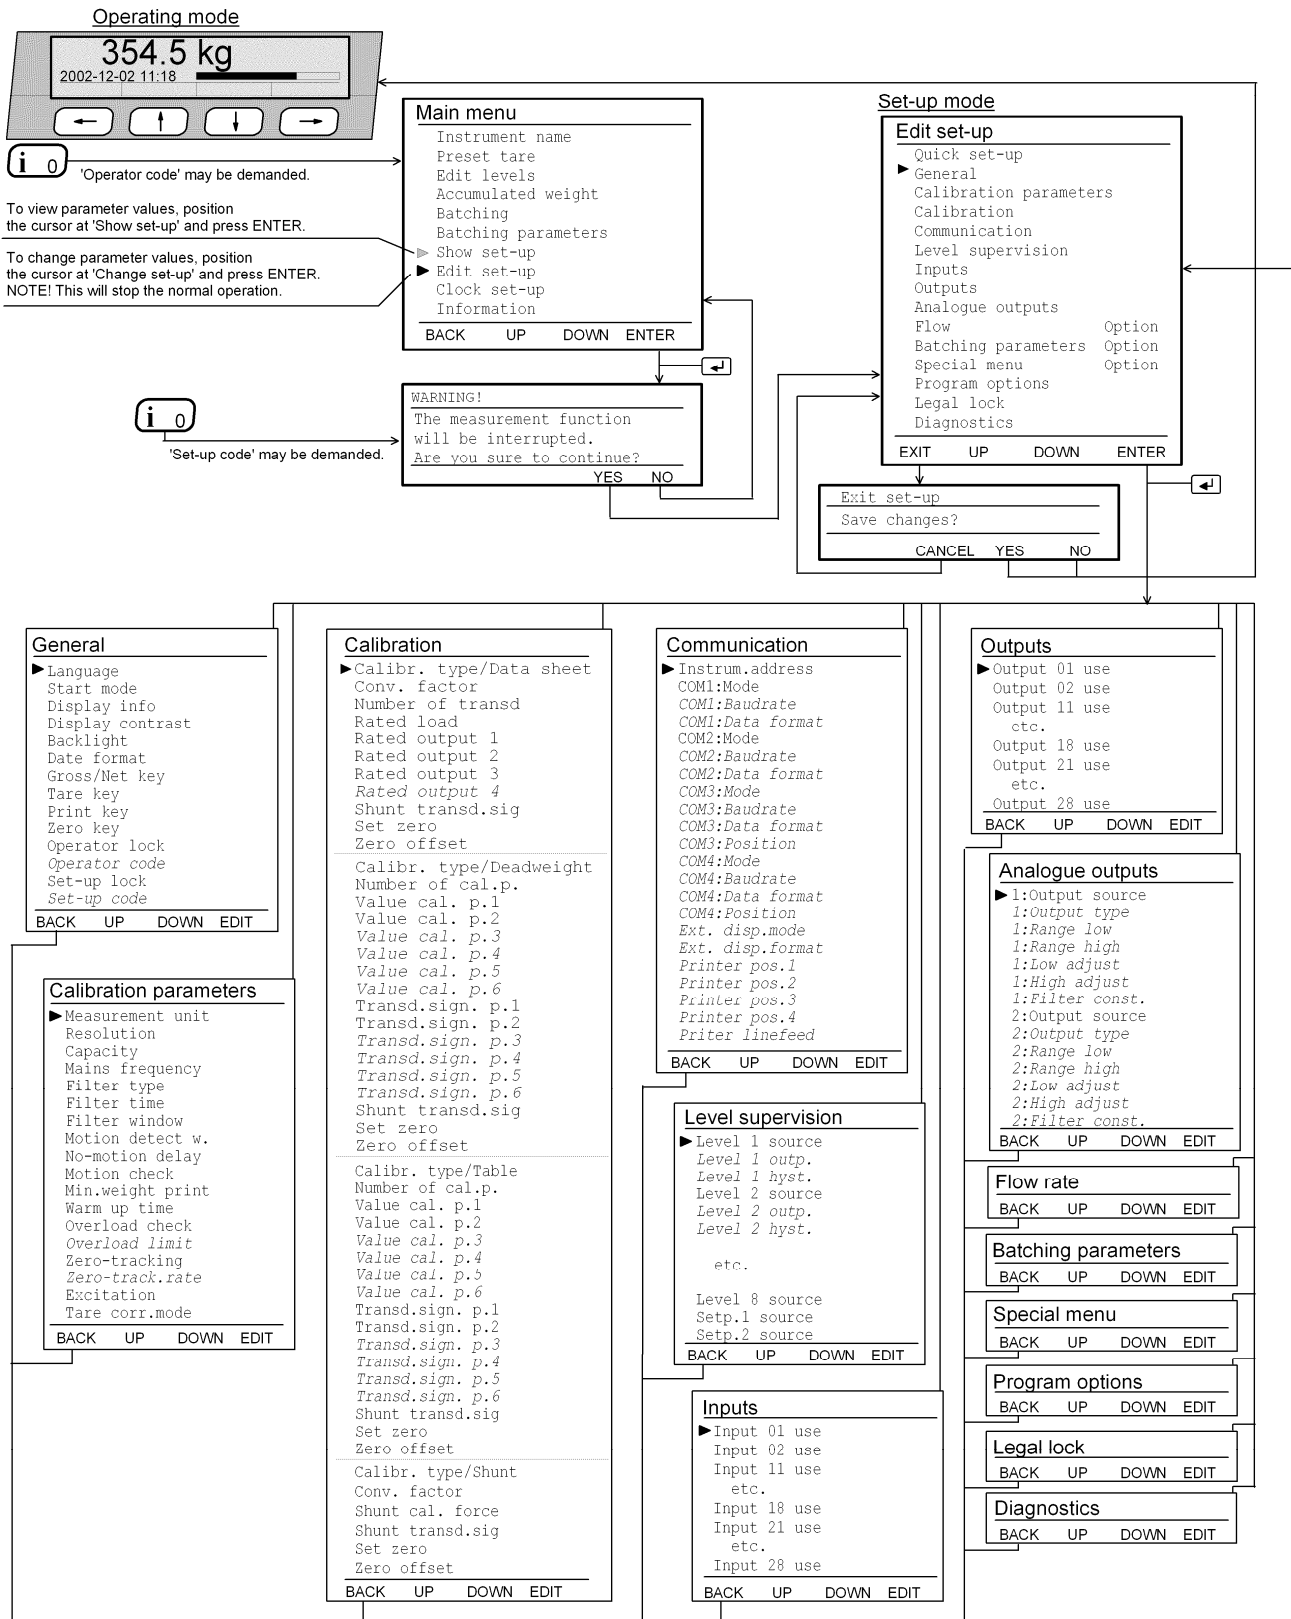 Operating mode
354.5 kg
2002-12-02 11:18
i 0
'Operator code' may be demanded.
To view parameter values, position
the cursor at 'Show set-up' and press ENTER.
To change parameter values, position
the cursor at 'Change set-up' and press ENTER.
NOTE! This will stop the normal operation.
Main menu
Instrument name
Preset tare
Edit levels
Accumulated weight
Batching
Batching parameters
Show set-up
Edit set-up
Clock set-up
Information
BACK UP DOWN ENTER
i 0
'Set-up code' may be demanded.
WARNING!
The measurement function
will be interrupted.
Are you sure to continue?
YES NO
Set-up mode
Edit set-up
Quick set-up
General
Calibration parameters
Calibration
Communication
Level supervision
Inputs
Outputs
Analogue outputs
Flow Option
Batching parameters Option
Special menu Option
Program options
Legal lock
Diagnostics
EXIT UP DOWN ENTER
Exit set-up
Save changes?
CANCEL YES NO
General
Language
Start mode
Display info
Display contrast
Backlight
Date format
Gross/Net key
Tare key
Print key
Zero key
Operator lock
Operator code
Set-up lock
Set-up code
BACK UP DOWN EDIT
Calibration parameters
Measurement unit
Resolution
Capacity
Mains frequency
Filter type
Filter time
Filter window
Motion detect w.
No-motion delay
Motion check
Min.weight print
Warm up time
Overload check
Overload limit
Zero-tracking
Zero-track.rate
Excitation
Tare corr.mode
BACK UP DOWN EDIT
Calibration
Calibr. type/Data sheet
Conv. factor
Number of transd
Rated load
Rated output 1
Rated output 2
Rated output 3
Rated output 4
Shunt transd.sig
Set zero
Zero offset
Calibr. type/Deadweight
Number of cal.p.
Value cal. p.1
Value cal. p.2
Value cal. p.3
Value cal. p.4
Value cal. p.5
Value cal. p.6
Transd.sign. p.1
Transd.sign. p.2
Transd.sign. p.3
Transd.sign. p.4
Transd.sign. p.5
Transd.sign. p.6
Shunt transd.sig
Set zero
Zero offset
Calibr. type/Table
Number of cal.p.
Value cal. p.1
Value cal. p.2
Value cal. p.3
Value cal. p.4
Value cal. p.5
Value cal. p.6
Transd.sign. p.1
Transd.sign. p.2
Transd.sign. p.3
Transd.sign. p.4
Transd.sign. p.5
Transd.sign. p.6
Shunt transd.sig
Set zero
Zero offset
Calibr. type/Shunt
Conv. factor
Shunt cal. force
Shunt transd.sig
Set zero
Zero offset
BACK UP DOWN EDIT
Communication
Instrum.address
COM1:Mode
COM1:Baudrate
COM1:Data format
COM2:Mode
COM2:Baudrate
COM2:Data format
COM3:Mode
COM3:Baudrate
COM3:Data format
COM3:Position
COM4:Mode
COM4:Baudrate
COM4:Data format
COM4:Position
Ext. disp.mode
Ext. disp.format
Printer pos.1
Printer pos.2
Printer pos.3
Printer pos.4
Priter linefeed
BACK UP DOWN EDIT
Level supervision
Level 1 source
Level 1 outp.
Level 1 hyst.
Level 2 source
Level 2 outp.
Level 2 hyst.
etc.
Level 8 source
Setp.1 source
Setp.2 source
BACK UP DOWN EDIT
Inputs
Input 01 use
Input 02 use
Input 11 use
etc.
Input 18 use
Input 21 use
etc.
Input 28 use
BACK UP DOWN EDIT
Outputs
Output 01 use
Output 02 use
Output 11 use
etc.
Output 18 use
Output 21 use
etc.
Output 28 use
BACK UP DOWN EDIT
Analogue outputs
1:Output source
1:Output type
1:Range low
1:Range high
1:Low adjust
1:High adjust
1:Filter const.
2:Output source
2:Output type
2:Range low
2:Range high
2:Low adjust
2:High adjust
2:Filter const.
BACK UP DOWN EDIT
Flow rate
BACK UP DOWN EDIT
Batching parameters
BACK UP DOWN EDIT
Special menu
BACK UP DOWN EDIT
Program options
BACK UP DOWN EDIT
Legal lock
BACK UP DOWN EDIT
Diagnostics
BACK UP DOWN EDIT